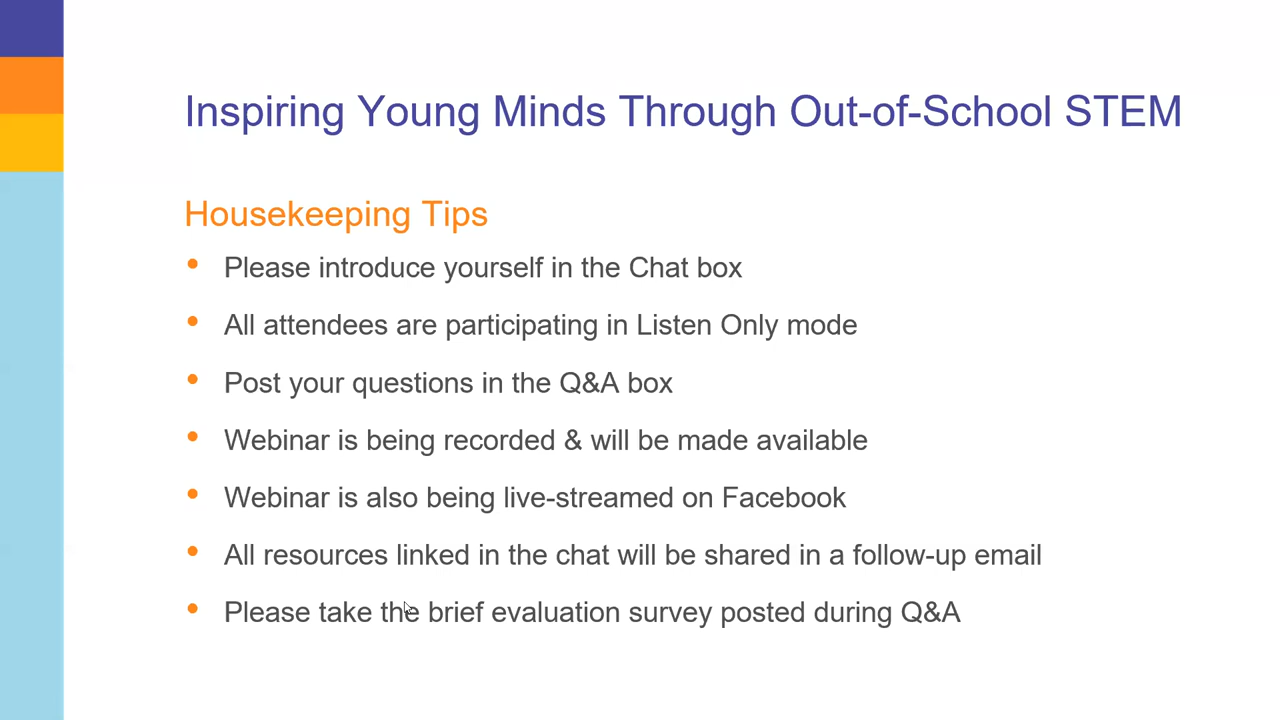 Inspiring Young Minds Through Out-of-School STEM
Housekeeping Tips
• Please introduce yourself in the Chat box
• All attendees are participating in Listen Only mode
• Post your questions in the Q&A box
• Webinar is being recorded & will be made available
• Webinar is also being live-streamed on Facebook
• All resources linked in the chat will be shared in a follow-up email
• Please take the brief evaluation survey posted during Q&A